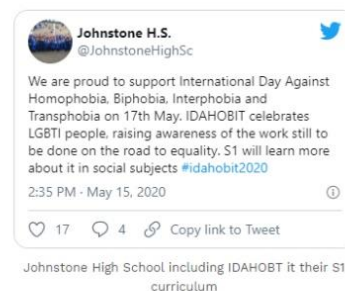 Johnstone H.S.
@JohnstoneHighSc
We are proud to support International Day Against
Homophobia, Biphobia, Interphobia and
Transphobia on 17th May. IDAHOBIT celebrates
LGBTI people, raising awareness of the work still to
be done on the road to equality. S1 will learn more
about it in social subjects #idahobit2020
2:35 PM · May 15, 2020
17 4 Copy link to Tweet
Johnstone High School including IDAHOBT it their S1
curriculum